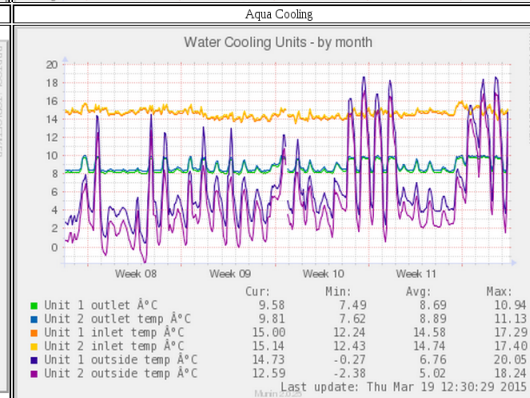 Aqua Cooling
Water Cooling Units - by month
20
18
16
14
12
10
8
6
4
2
0
Week 08 Week 09 Week 10 Week 11
Cur: Min: Avg: Max:
Unit 1 outlet Â°C 9.58 7.49 8.69 10.94
Unit 2 outlet temp Â°C 9.81 7.62 8.89 11.13
Unit 1 inlet temp Â°C 15.00 12.24 14.58 17.29
Unit 2 inlet temp Â°C 15.14 12.43 14.74 17.40
Unit 1 outside temp Â°C 14.73 -0.27 6.76 20.05
Unit 2 outside temp Â°C 12.59 -2.38 5.02 18.24
Last update: Thu Mar 19 12:30:29 2015